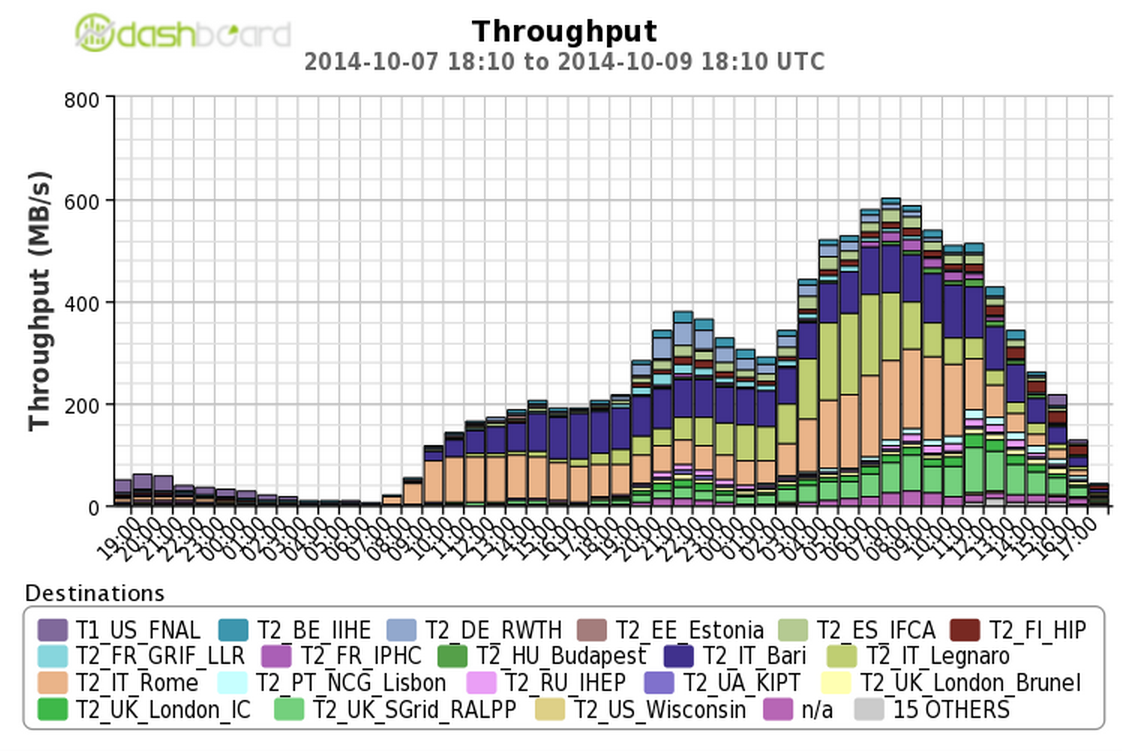 dashboard
Throughput
2014-10-07 18:10 to 2014-10-09 18:10 UTC
Throughput (MB/s)
800
600
400
200
0
19:00 20:00 21:00 22:00 00:00 01:00 02:00 03:00 04:00 05:00 06:00 07:00 08:00 09:00 10:00 11:00 12:00 13:00 14:00 15:00 16:00 17:00 18:00 19:00 20:00 21:00 22:00 00:00 01:00 02:00 03:00 05:00 06:00 07:00 08:00 09:00 10:00 11:00 12:00 13:00 14:00 15:00 16:00 17:00
Destinations
T1_US_FNAL T2_BE_IIHE T2_DE_RWTH T2_EE_Estonia T2_ES_IFCA T2_FI_HIP
T2_FR_GRIF_LLR T2_FR_IPHC T2_HU_Budapest T2_IT_Bari T2_IT_Legnaro
T2_IT_Rome T2_PT_NCG_Lisbon T2_RU_IHEP T2_UA_KIPT T2_UK_London_Brunel
T2_UK_London_IC T2_UK_SGrid_RALPP T2_US_Wisconsin n/a 15 OTHERS